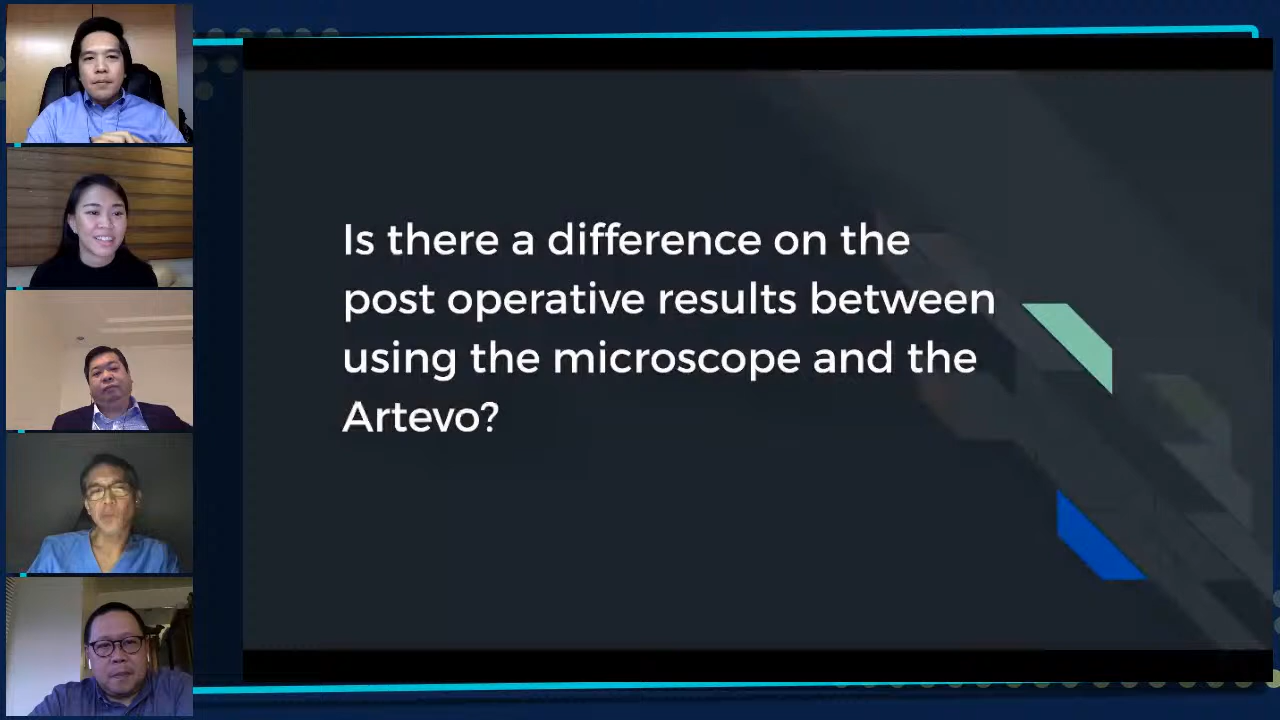 Is there a difference on the
post operative results between
using the microscope and the
Artevo?